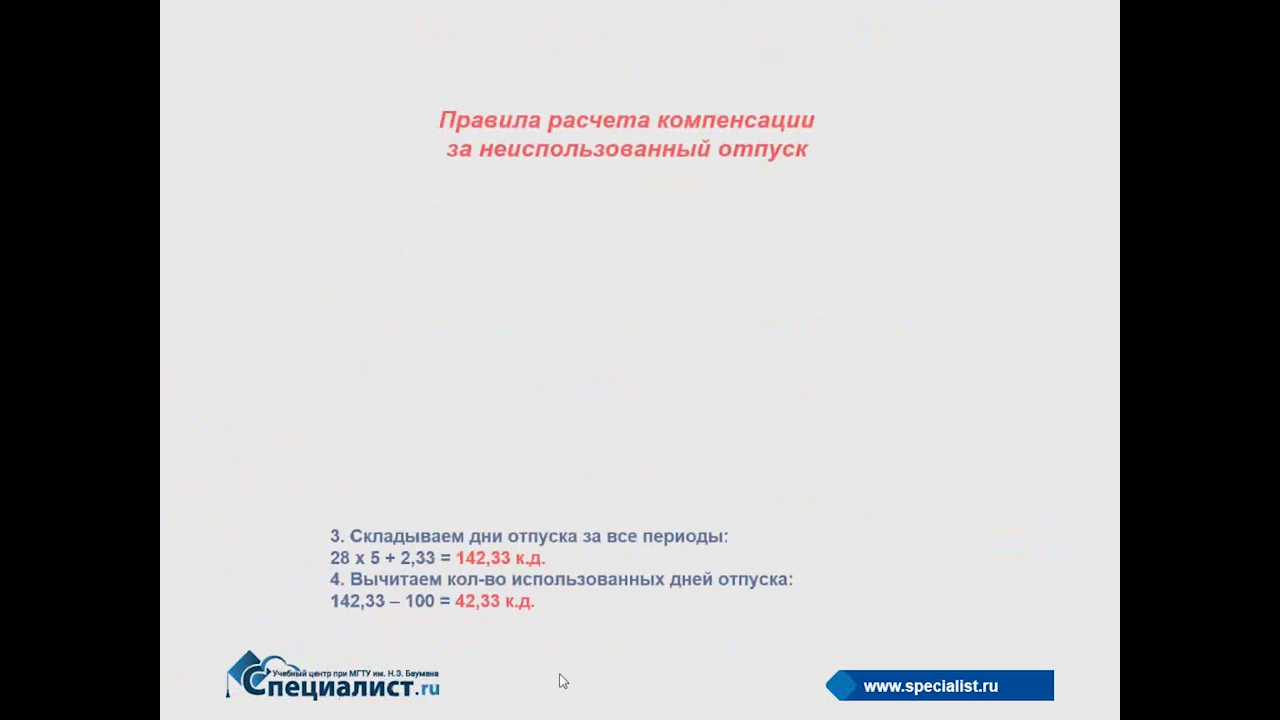 Правила расчета компенсации
за неиспользованный отпуск
3. Складываем дни отпуска за все периоды:
28 х 5 + 2,33 = 142,33 к.д.
4. Вычитаем кол-во использованных дней отпуска:
142,33 – 100 = 42,33 к.д.
Учебный центр при МГТУ им. Н.Э. Баумана
Специалист.ru
www.specialist.ru